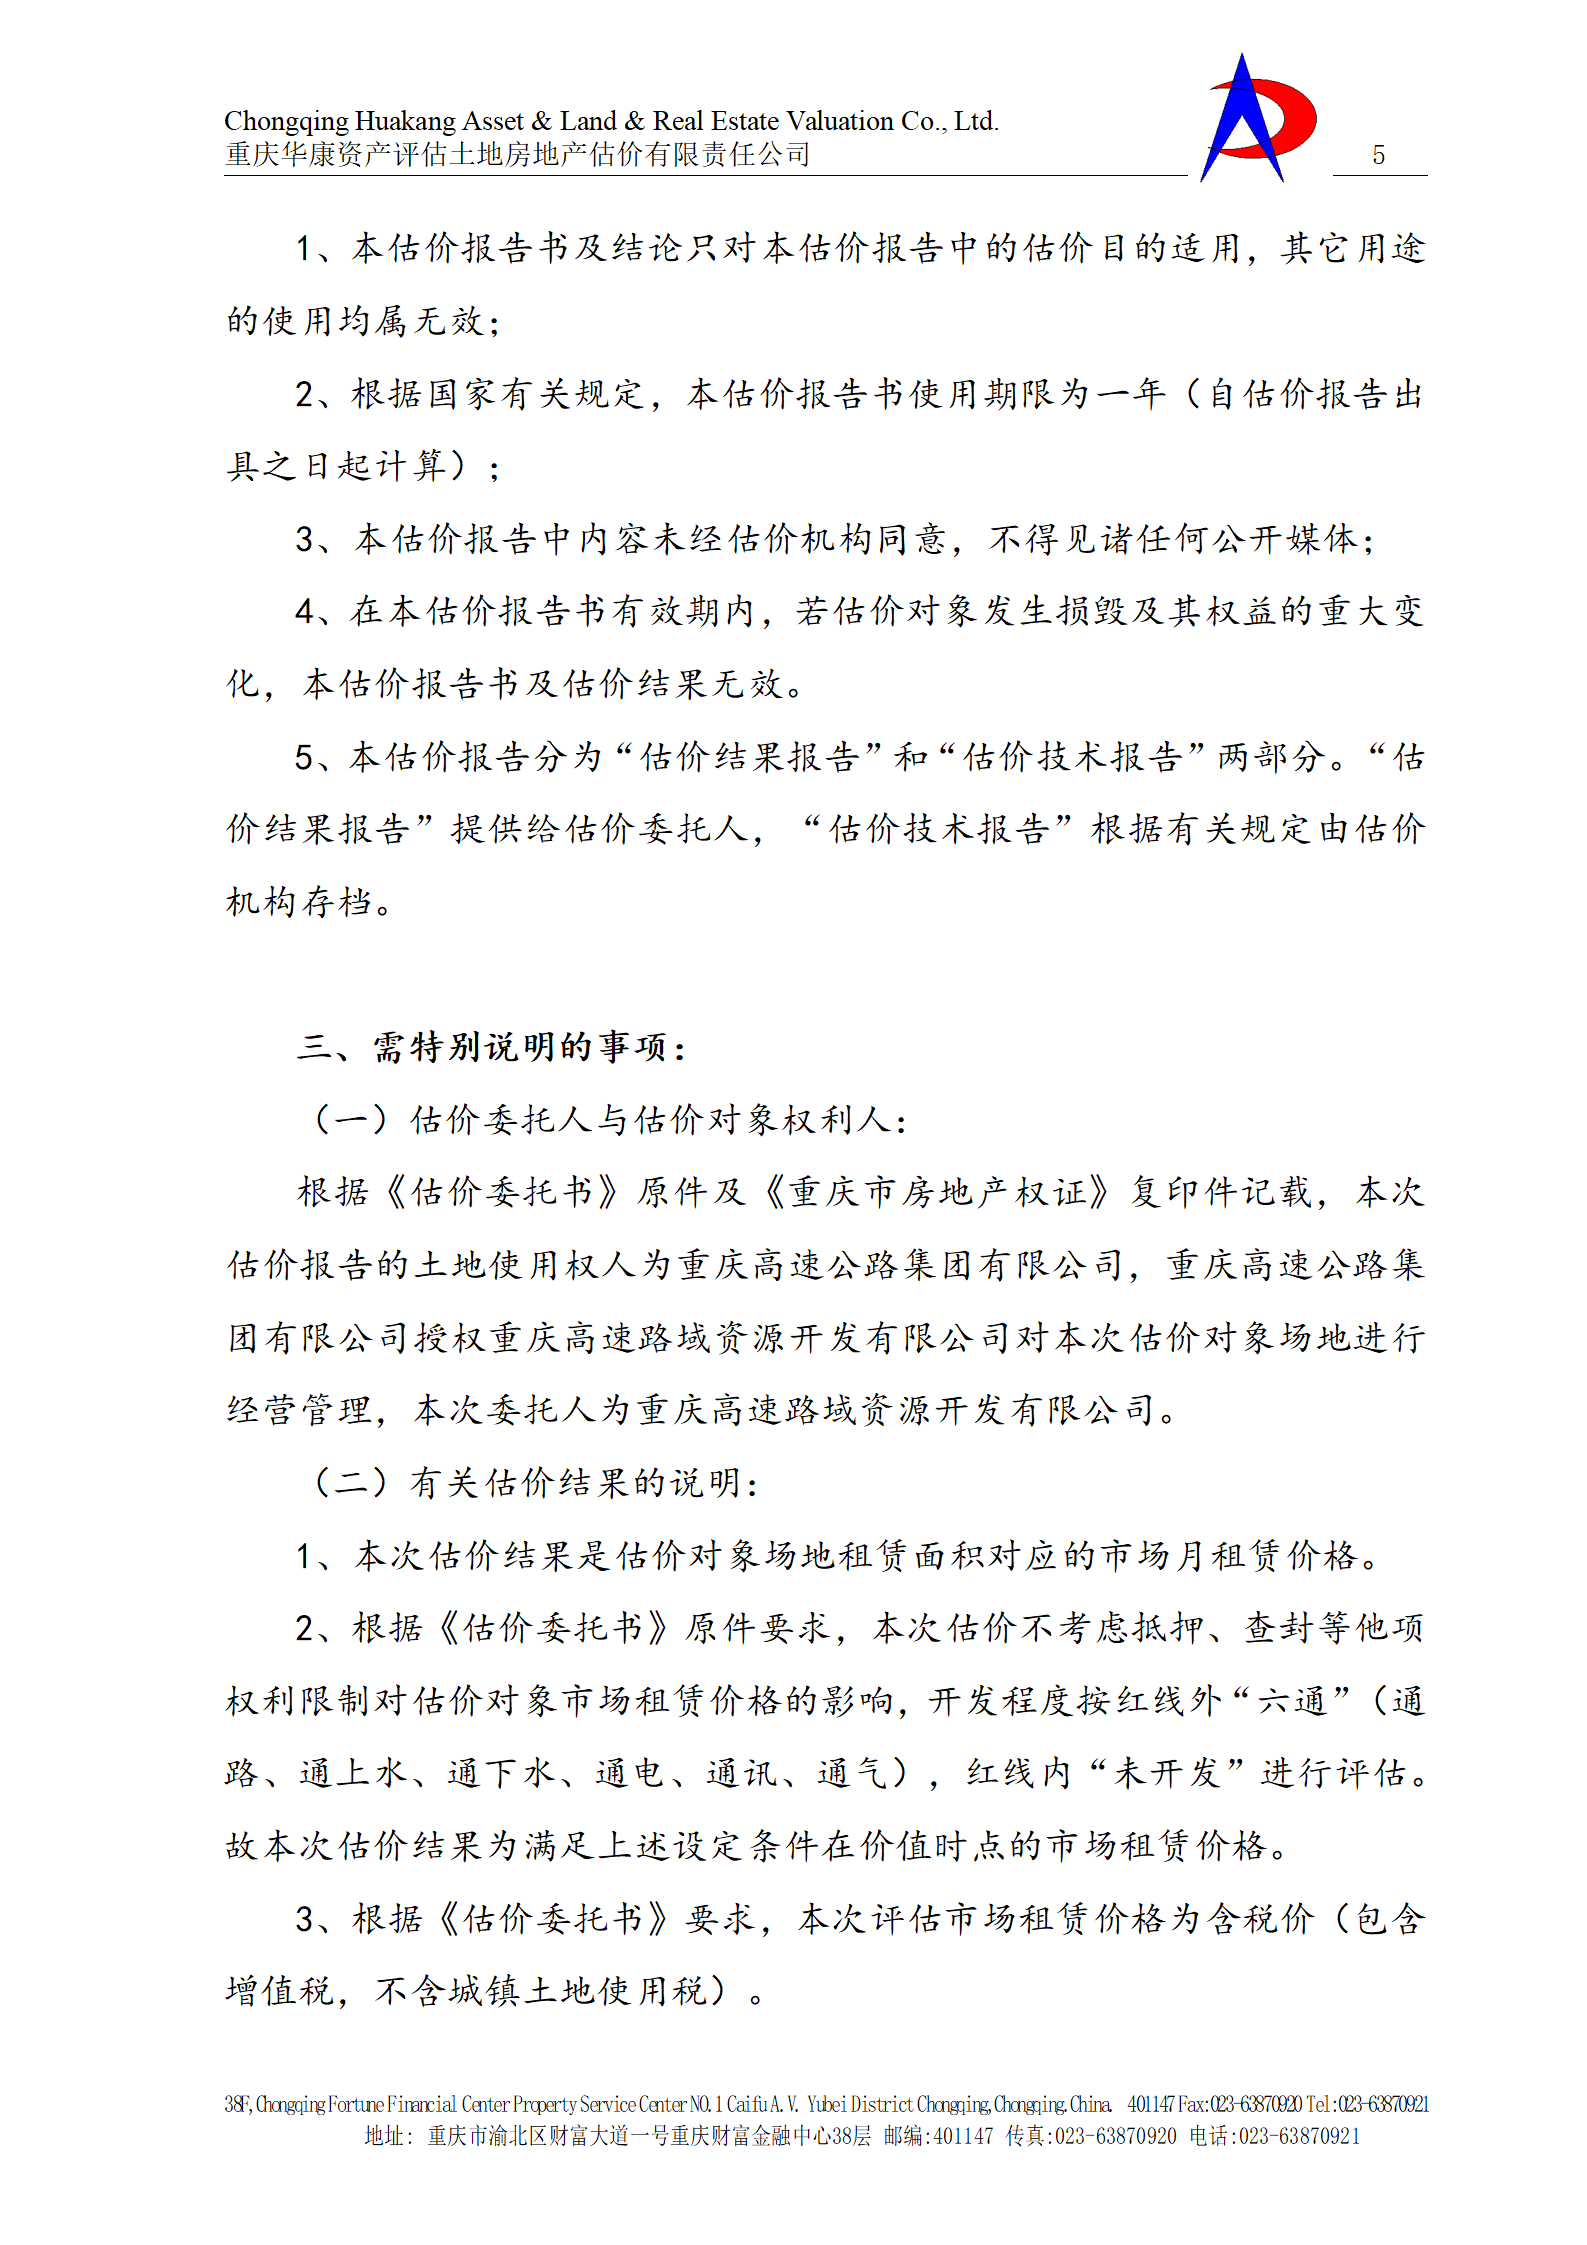 Chongqing Huakang Asset & Land & Real Estate Valuation Co., Ltd.
重庆华康资产评估土地房地产估价有限责任公司
5
1、本估价报告书及结论只对本估价报告中的估价目的适用，其它用途
的使用均属无效；
2、根据国家有关规定，本估价报告书使用期限为一年（自估价报告出
具之日起计算）；
3、本估价报告中内容未经估价机构同意，不得见诸任何公开媒体；
4、在本估价报告书有效期内，若估价对象发生损毁及其权益的重大变
化，本估价报告书及估价结果无效。
5、本估价报告分为“估价结果报告”和“估价技术报告”两部分。“估
价结果报告”提供给估价委托人，“估价技术报告”根据有关规定由估价
机构存档。
三、需特别说明的事项：
（一）估价委托人与估价对象权利人：
根据《估价委托书》原件及《重庆市房地产权证》复印件记载，本次
估价报告的土地使用权人为重庆高速公路集团有限公司，重庆高速公路集
团有限公司授权重庆高速路域资源开发有限公司对本次估价对象场地进行
经营管理，本次委托人为重庆高速路域资源开发有限公司。
（二）有关估价结果的说明：
1、本次估价结果是估价对象场地租赁面积对应的市场月租赁价格。
2、根据《估价委托书》原件要求，本次估价不考虑抵押、查封等他项
权利限制对估价对象市场租赁价格的影响，开发程度按红线外“六通”（通
路、通上水、通下水、通电、通讯、通气），红线内“未开发”进行评估。
故本次估价结果为满足上述设定条件在价值时点的市场租赁价格。
3、根据《估价委托书》要求，本次评估市场租赁价格为含税价（包含
增值税，不含城镇土地使用税）。
38F, Chongqing Fortune Financial Center Property Service Center NO.1 Caifu A.V. Yubei District Chongqing, Chongqing. China. 401147 Fax:023-63870920 Tel:023-63870921
地址：重庆市渝北区财富大道一号重庆财富金融中心38层 邮编:401147 传真:023-63870920 电话:023-63870921